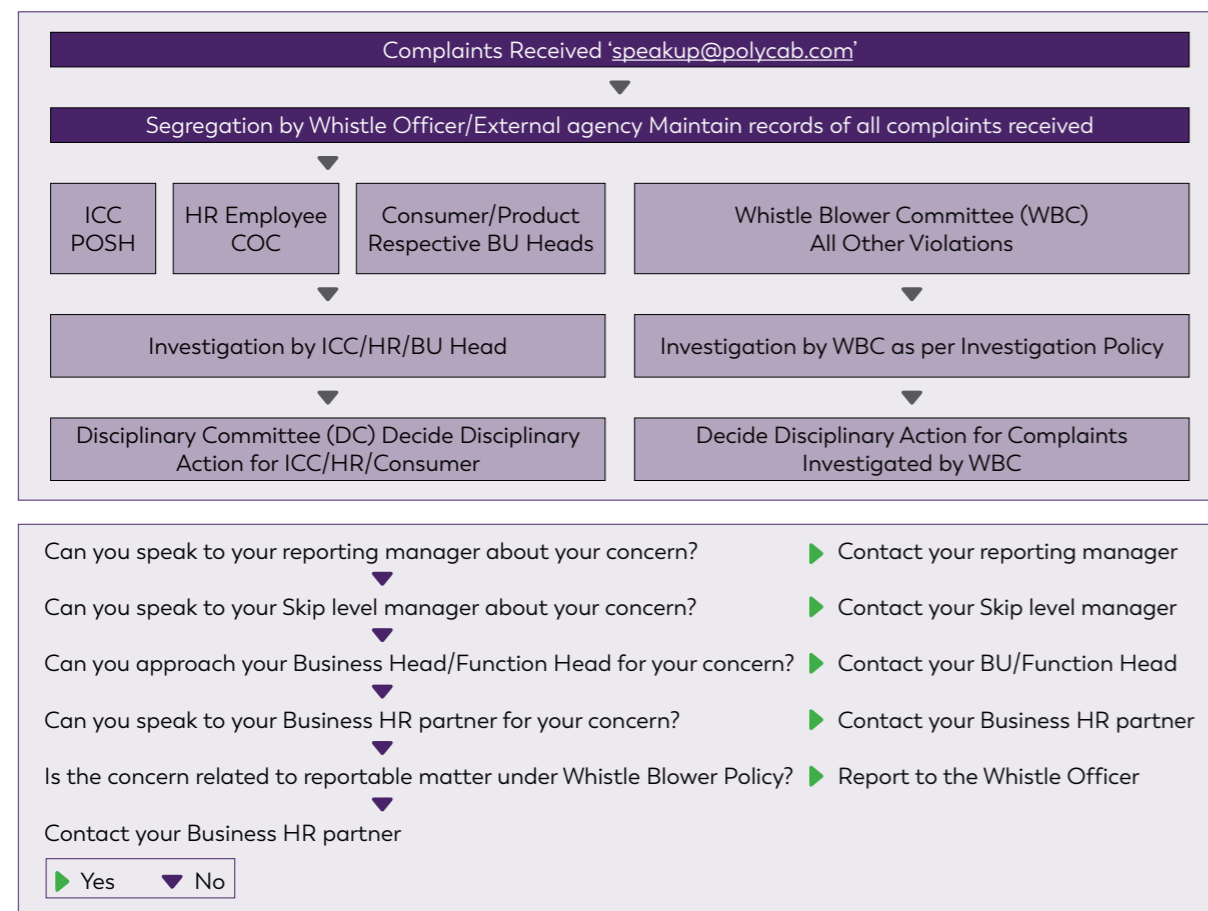 Complaints Received ‘speakup@polycab.com’
Segregation by Whistle Officer/External agency Maintain records of all complaints received
ICC
POSH
HR Employee
COC
Consumer/Product
Respective BU Heads
Whistle Blower Committee (WBC)
All Other Violations
Investigation by ICC/HR/BU Head
Investigation by WBC as per Investigation Policy
Disciplinary Committee (DC) Decide Disciplinary
Action for ICC/HR/Consumer
Decide Disciplinary Action for Complaints
Investigated by WBC
Can you speak to your reporting manager about your concern?
Contact your reporting manager
Can you speak to your Skip level manager about your concern?
Contact your Skip level manager
Can you approach your Business Head/Function Head for your concern?
Contact your BU/Function Head
Can you speak to your Business HR partner for your concern?
Contact your Business HR partner
Is the concern related to reportable matter under Whistle Blower Policy?
Report to the Whistle Officer
Contact your Business HR partner
Yes
No